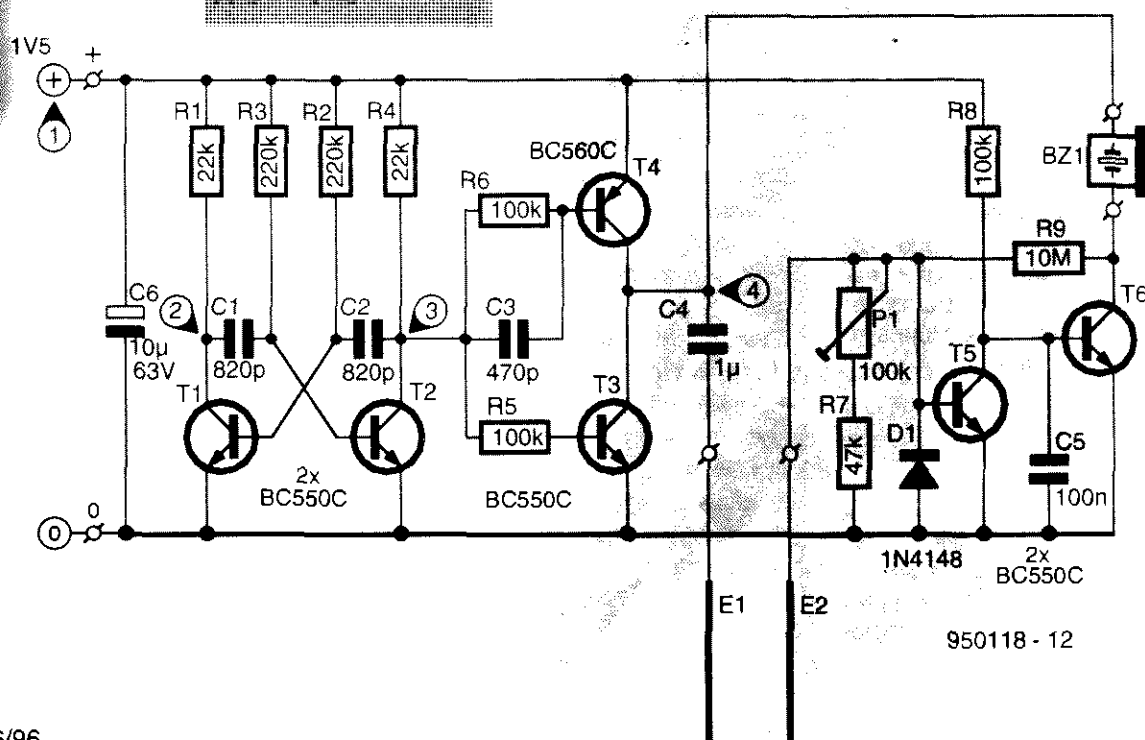 1V5
+
+
1
R1
22k
R3
220k
R2
220k
R4
22k
BC560C
T4
R6
100k
R8
100k
BZ1
R9
10M
C6
10µ
63V
2
C1
820p
C2
820p
3
C3
470p
C4
1µ
4
P1
100k
T6
T1
T2
R5
100k
T3
T5
R7
47k
D1
C5
100n
2x
BC550C
BC550C
0
0
1N4148
2x
BC550C
E1
E2
950118 - 12
6/96